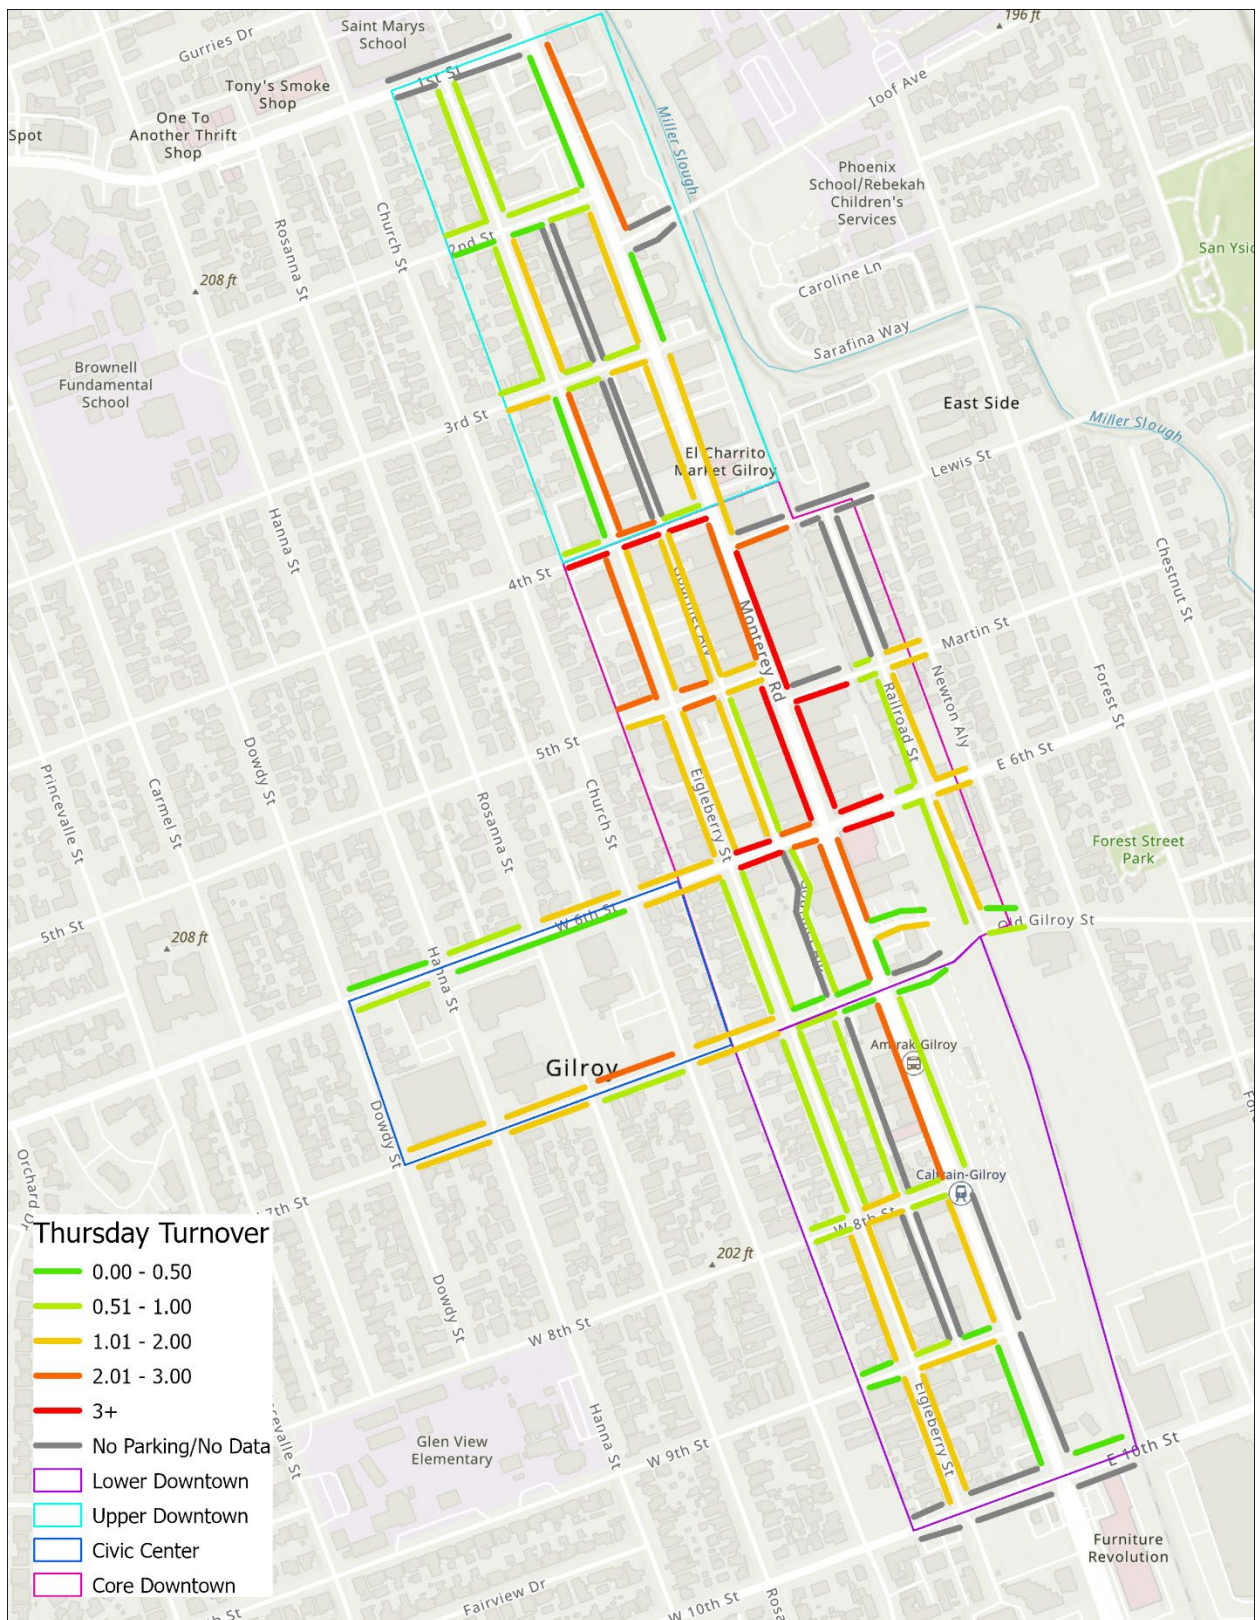 196 ft
Saint Marys
School
Gurries Dr
1st St
Tony's Smoke
Shop
Ioof Ave
Miller Slough
One To
Another Thrift
Shop
Spot
Phoenix
School/Rebekah
Children's
Services
Church St
Rosanna St
2nd St
San Ysid
208 ft
Caroline Ln
Sarafina Way
Brownell
Fundamental
School
3rd St
East Side
Miller Slough
El Charrito
Market Gilroy
Lewis St
Hanna St
4th St
Chestnut St
Gourmet Aly
Monterey Rd
Martin St
Newton Aly
Forest St
Railroad St
5th St
Dowdy St
E 6th St
Princevalle St
Carmel St
Rosanna St
Church St
Eigleberry St
Forest Street
Park
W 6th St
Gourmet Aly
Old Gilroy St
5th St
208 ft
Hanna St
Amtrak-Gilroy
Gilroy
Dowdy St
Orchard Dr
Caltrain-Gilroy
7th St
W 8th St
202 ft
Dowdy St
W 8th St
Thursday Turnover
0.00 - 0.50
0.51 - 1.00
1.01 - 2.00
2.01 - 3.00
3+
No Parking/No Data
Lower Downtown
Upper Downtown
Civic Center
Core Downtown
Eigleberry St
Hanna St
Glen View
Elementary
W 9th St
E 10th St
Furniture
Revolution
Fairview Dr
W 10th St